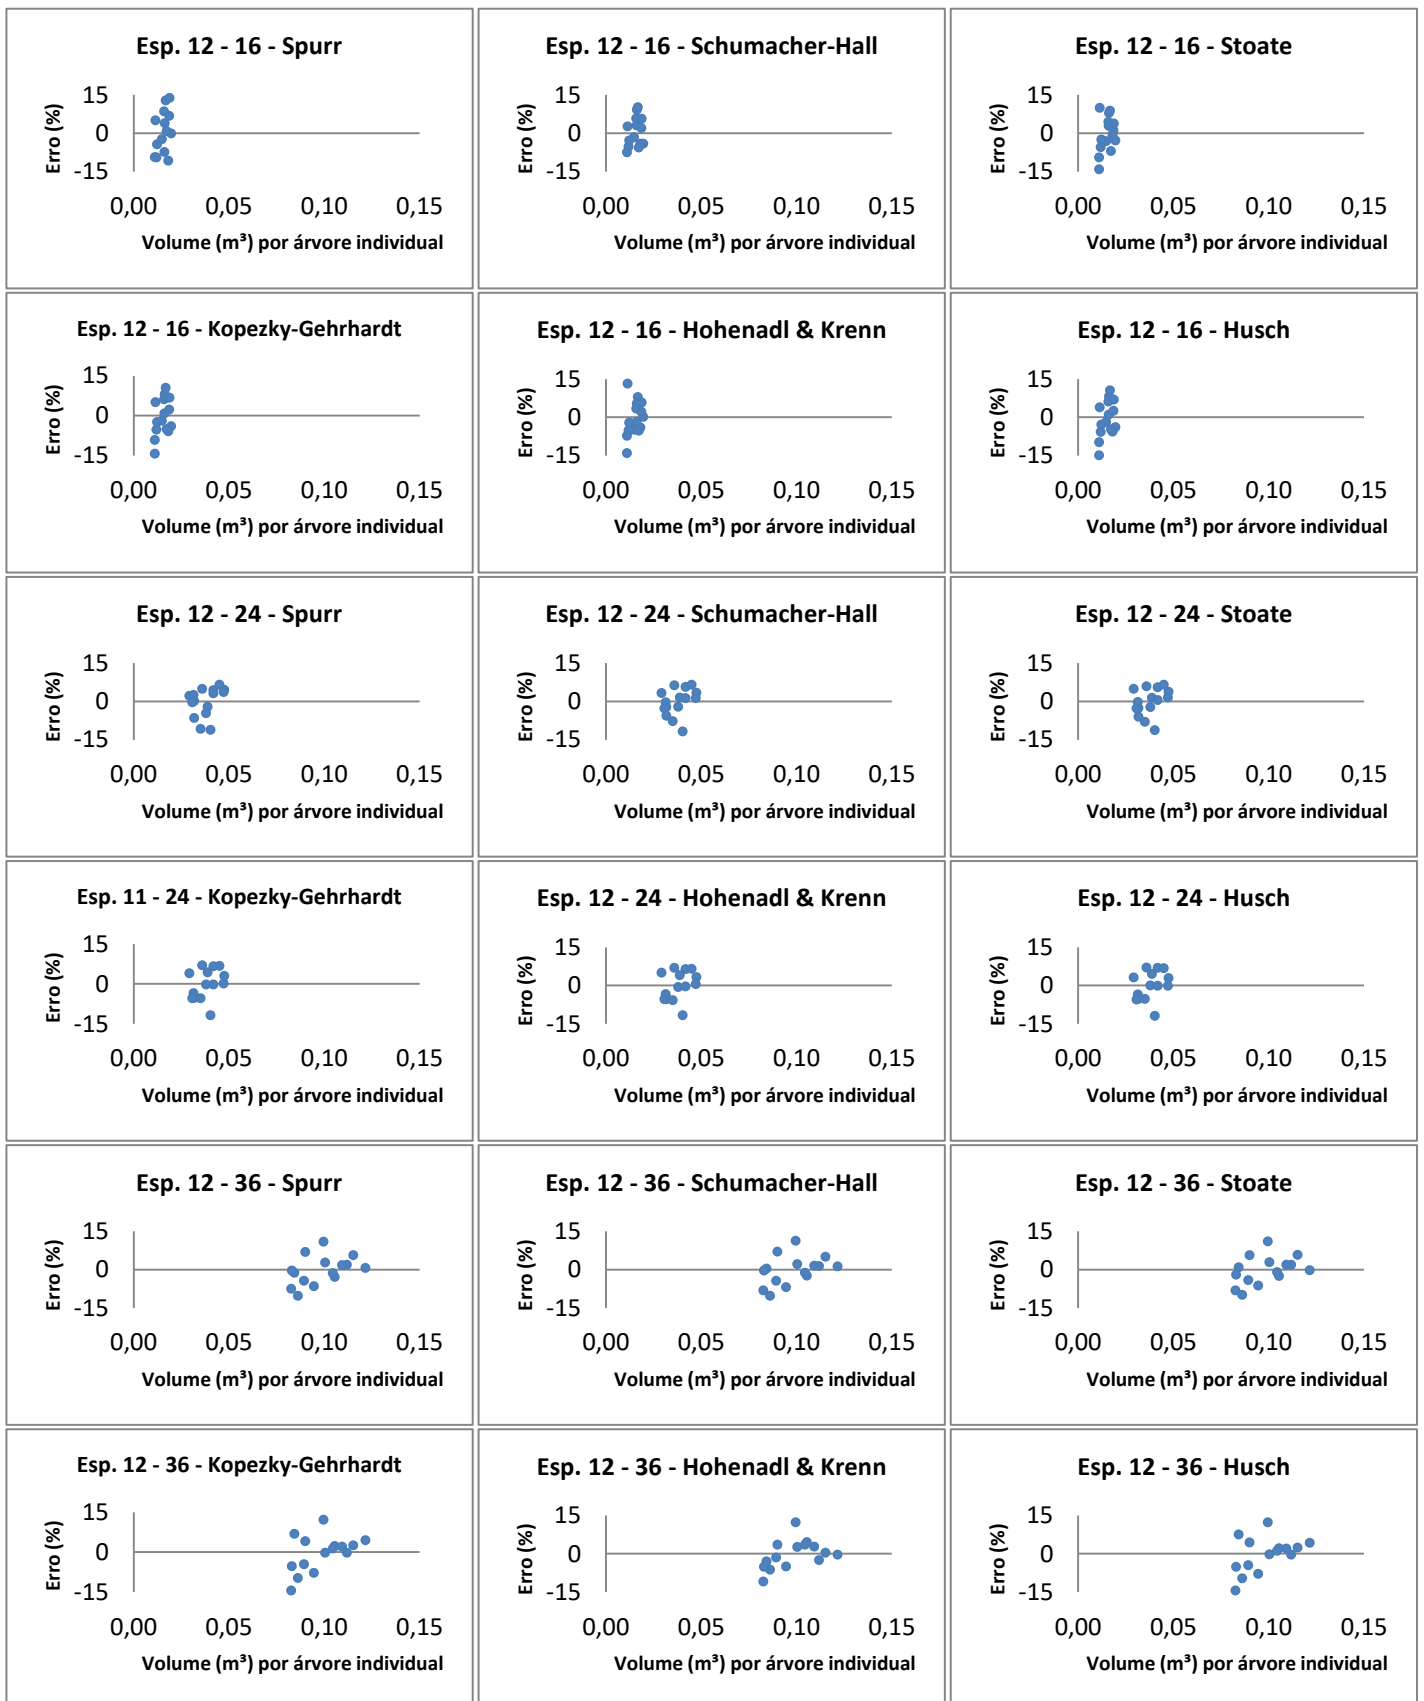 Esp. 12 - 16 - Spurr
Erro (%)
15
0
-15
0,00 0,05 0,10 0,15
Volume (m³) por árvore individual
Esp. 12 - 16 - Schumacher-Hall
Erro (%)
15
0
-15
0,00 0,05 0,10 0,15
Volume (m³) por árvore individual
Esp. 12 - 16 - Stoate
Erro (%)
15
0
-15
0,00 0,05 0,10 0,15
Volume (m³) por árvore individual
Esp. 12 - 16 - Kopezky-Gehrhardt
Erro (%)
15
0
-15
0,00 0,05 0,10 0,15
Volume (m³) por árvore individual
Esp. 12 - 16 - Hohenadl & Krenn
Erro (%)
15
0
-15
0,00 0,05 0,10 0,15
Volume (m³) por árvore individual
Esp. 12 - 16 - Husch
Erro (%)
15
0
-15
0,00 0,05 0,10 0,15
Volume (m³) por árvore individual
Esp. 12 - 24 - Spurr
Erro (%)
15
0
-15
0,00 0,05 0,10 0,15
Volume (m³) por árvore individual
Esp. 12 - 24 - Schumacher-Hall
Erro (%)
15
0
-15
0,00 0,05 0,10 0,15
Volume (m³) por árvore individual
Esp. 12 - 24 - Stoate
Erro (%)
15
0
-15
0,00 0,05 0,10 0,15
Volume (m³) por árvore individual
Esp. 11 - 24 - Kopezky-Gehrhardt
Erro (%)
15
0
-15
0,00 0,05 0,10 0,15
Volume (m³) por árvore individual
Esp. 12 - 24 - Hohenadl & Krenn
Erro (%)
15
0
-15
0,00 0,05 0,10 0,15
Volume (m³) por árvore individual
Esp. 12 - 24 - Husch
Erro (%)
15
0
-15
0,00 0,05 0,10 0,15
Volume (m³) por árvore individual
Esp. 12 - 36 - Spurr
Erro (%)
15
0
-15
0,00 0,05 0,10 0,15
Volume (m³) por árvore individual
Esp. 12 - 36 - Schumacher-Hall
Erro (%)
15
0
-15
0,00 0,05 0,10 0,15
Volume (m³) por árvore individual
Esp. 12 - 36 - Stoate
Erro (%)
15
0
-15
0,00 0,05 0,10 0,15
Volume (m³) por árvore individual
Esp. 12 - 36 - Kopezky-Gehrhardt
Erro (%)
15
0
-15
0,00 0,05 0,10 0,15
Volume (m³) por árvore individual
Esp. 12 - 36 - Hohenadl & Krenn
Erro (%)
15
0
-15
0,00 0,05 0,10 0,15
Volume (m³) por árvore individual
Esp. 12 - 36 - Husch
Erro (%)
15
0
-15
0,00 0,05 0,10 0,15
Volume (m³) por árvore individual